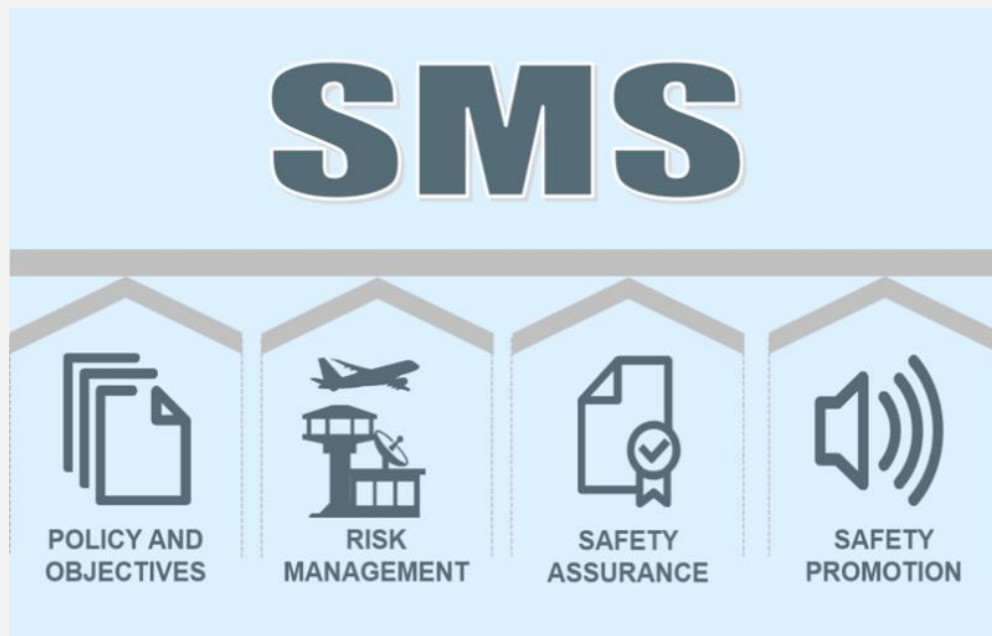 SMS
POLICY AND
OBJECTIVES
RISK
MANAGEMENT
SAFETY
ASSURANCE
SAFETY
PROMOTION